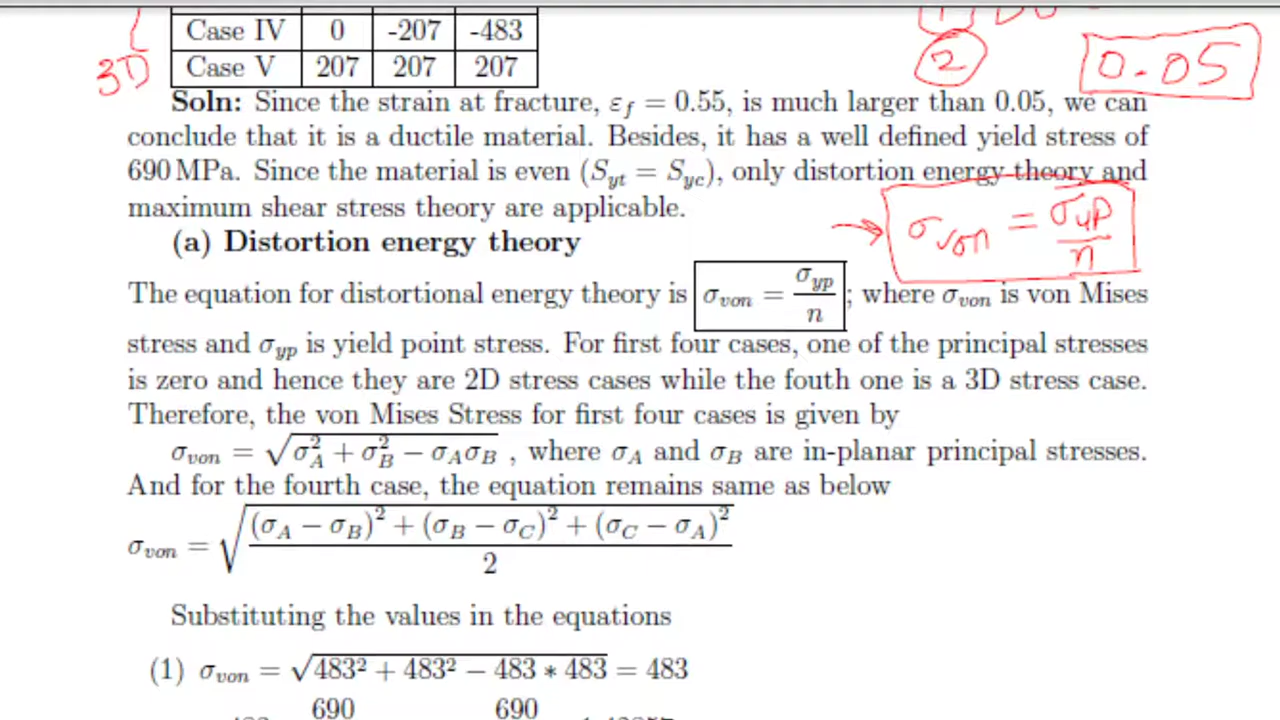 Case IV 0 -207 -483
Case V 207 207 207
3D
2
0.05
Soln: Since the strain at fracture, εf = 0.55, is much larger than 0.05, we can
conclude that it is a ductile material. Besides, it has a well defined yield stress of
690 MPa. Since the material is even (Syt = Syc), only distortion energy theory and
maximum shear stress theory are applicable.
σvon = σyp/n
(a) Distortion energy theory
The equation for distortional energy theory is σvon = σyp/n ; where σvon is von Mises
stress and σyp is yield point stress. For first four cases, one of the principal stresses
is zero and hence they are 2D stress cases while the fouth one is a 3D stress case.
Therefore, the von Mises Stress for first four cases is given by
σvon = √σA² + σB² − σAσB , where σA and σB are in-planar principal stresses.
And for the fourth case, the equation remains same as below
σvon = √((σA − σB)² + (σB − σC)² + (σC − σA)²)/2
Substituting the values in the equations
(1) σvon = √483² + 483² − 483 ∗ 483 = 483
690 690